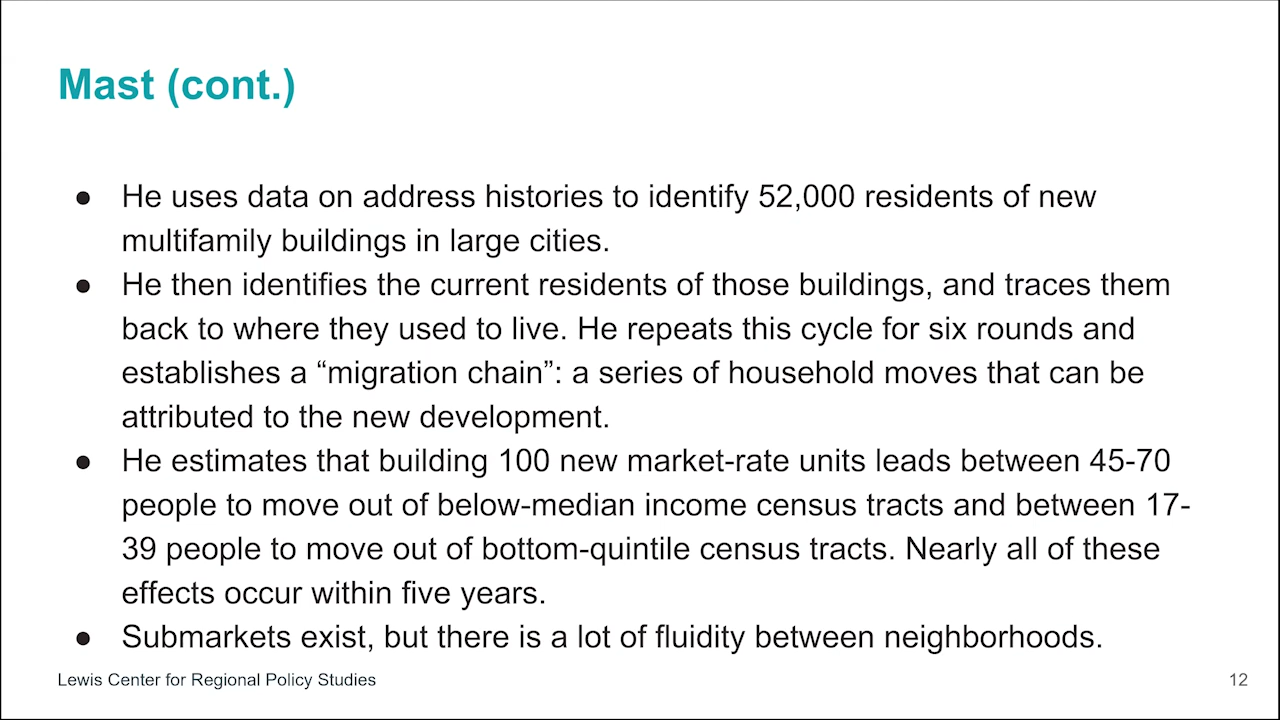 Mast (cont.)
● He uses data on address histories to identify 52,000 residents of new
multifamily buildings in large cities.
● He then identifies the current residents of those buildings, and traces them
back to where they used to live. He repeats this cycle for six rounds and
establishes a “migration chain”: a series of household moves that can be
attributed to the new development.
● He estimates that building 100 new market-rate units leads between 45-70
people to move out of below-median income census tracts and between 17-
39 people to move out of bottom-quintile census tracts. Nearly all of these
effects occur within five years.
● Submarkets exist, but there is a lot of fluidity between neighborhoods.
Lewis Center for Regional Policy Studies
12